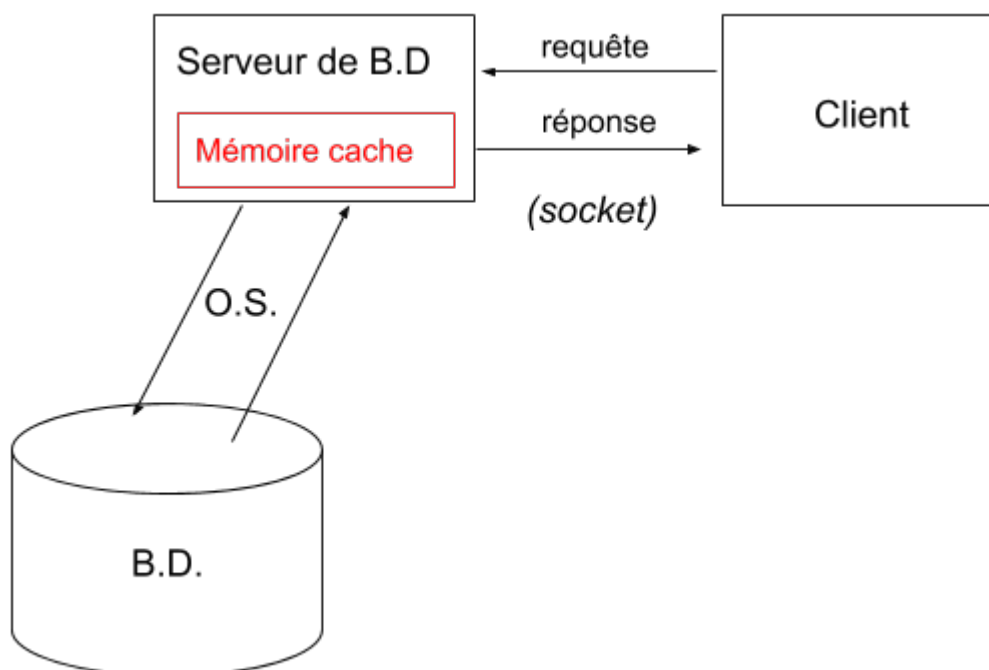 Serveur de B.D
Mémoire cache
requête
réponse
(socket)
Client
O.S.
B.D.